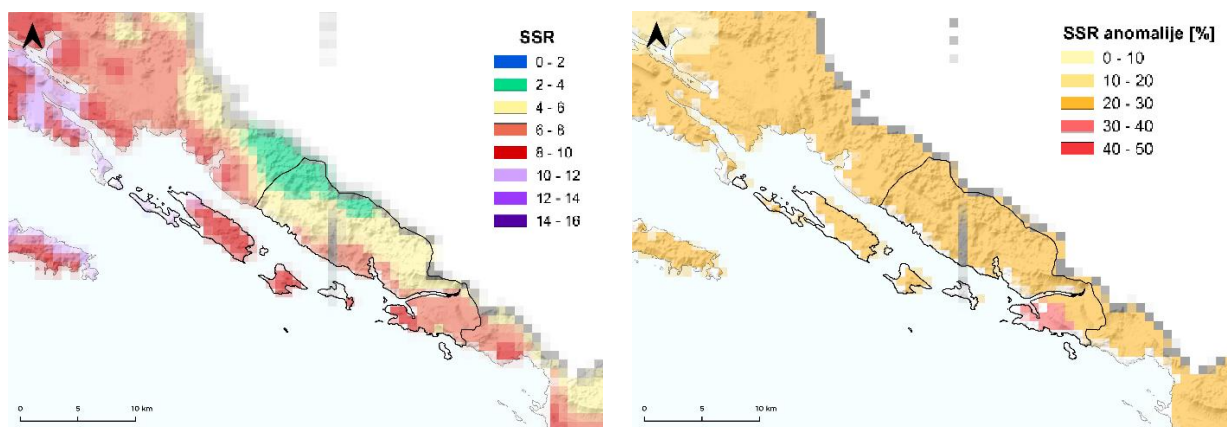 SSR
0 - 2
2 - 4
4 - 6
6 - 8
8 - 10
10 - 12
12 - 14
14 - 16
0 5 10 km
SSR anomalije [%]
0 - 10
10 - 20
20 - 30
30 - 40
40 - 50
0 5 10 km